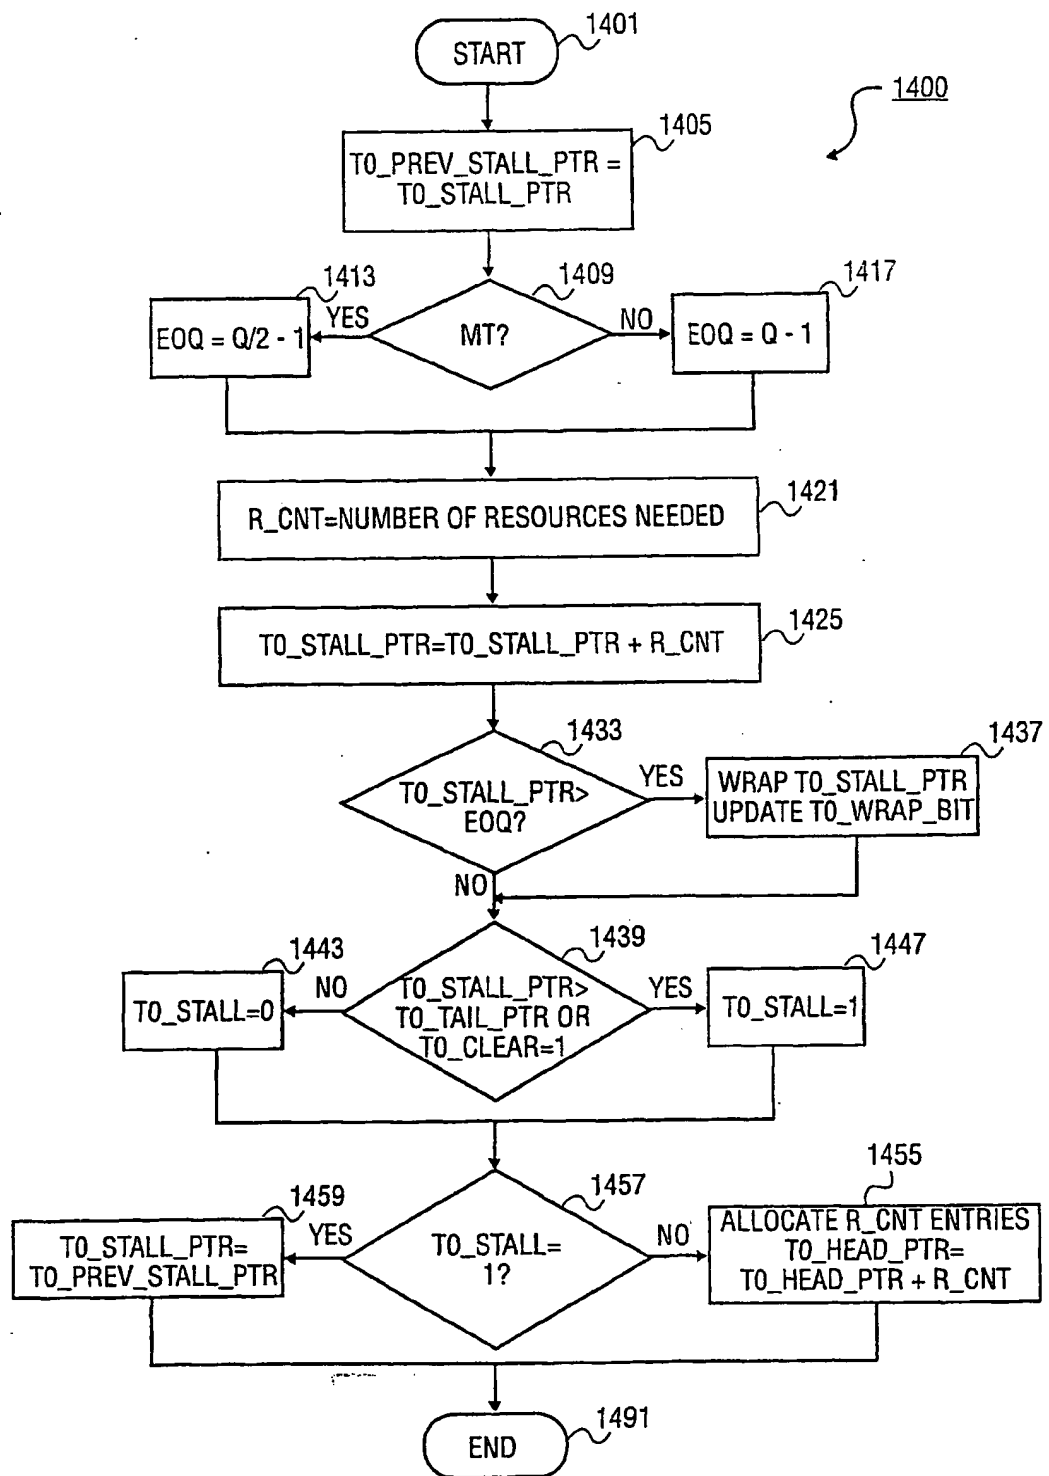 1401
START
1400
1405
T0_PREV_STALL_PTR =
T0_STALL_PTR
1413
1409
1417
EOQ = Q/2 - 1
YES
MT?
NO
EOQ = Q - 1
1421
R_CNT=NUMBER OF RESOURCES NEEDED
1425
T0_STALL_PTR=T0_STALL_PTR + R_CNT
1433
1437
T0_STALL_PTR>
EOQ?
YES
WRAP T0_STALL_PTR
UPDATE T0_WRAP_BIT
NO
1443
1439
1447
T0_STALL=0
NO
T0_STALL_PTR>
T0_TAIL_PTR OR
T0_CLEAR=1
YES
T0_STALL=1
1459
1457
1455
T0_STALL_PTR=
T0_PREV_STALL_PTR
YES
T0_STALL=
1?
NO
ALLOCATE R_CNT ENTRIES
T0_HEAD_PTR=
T0_HEAD_PTR + R_CNT
1491
END